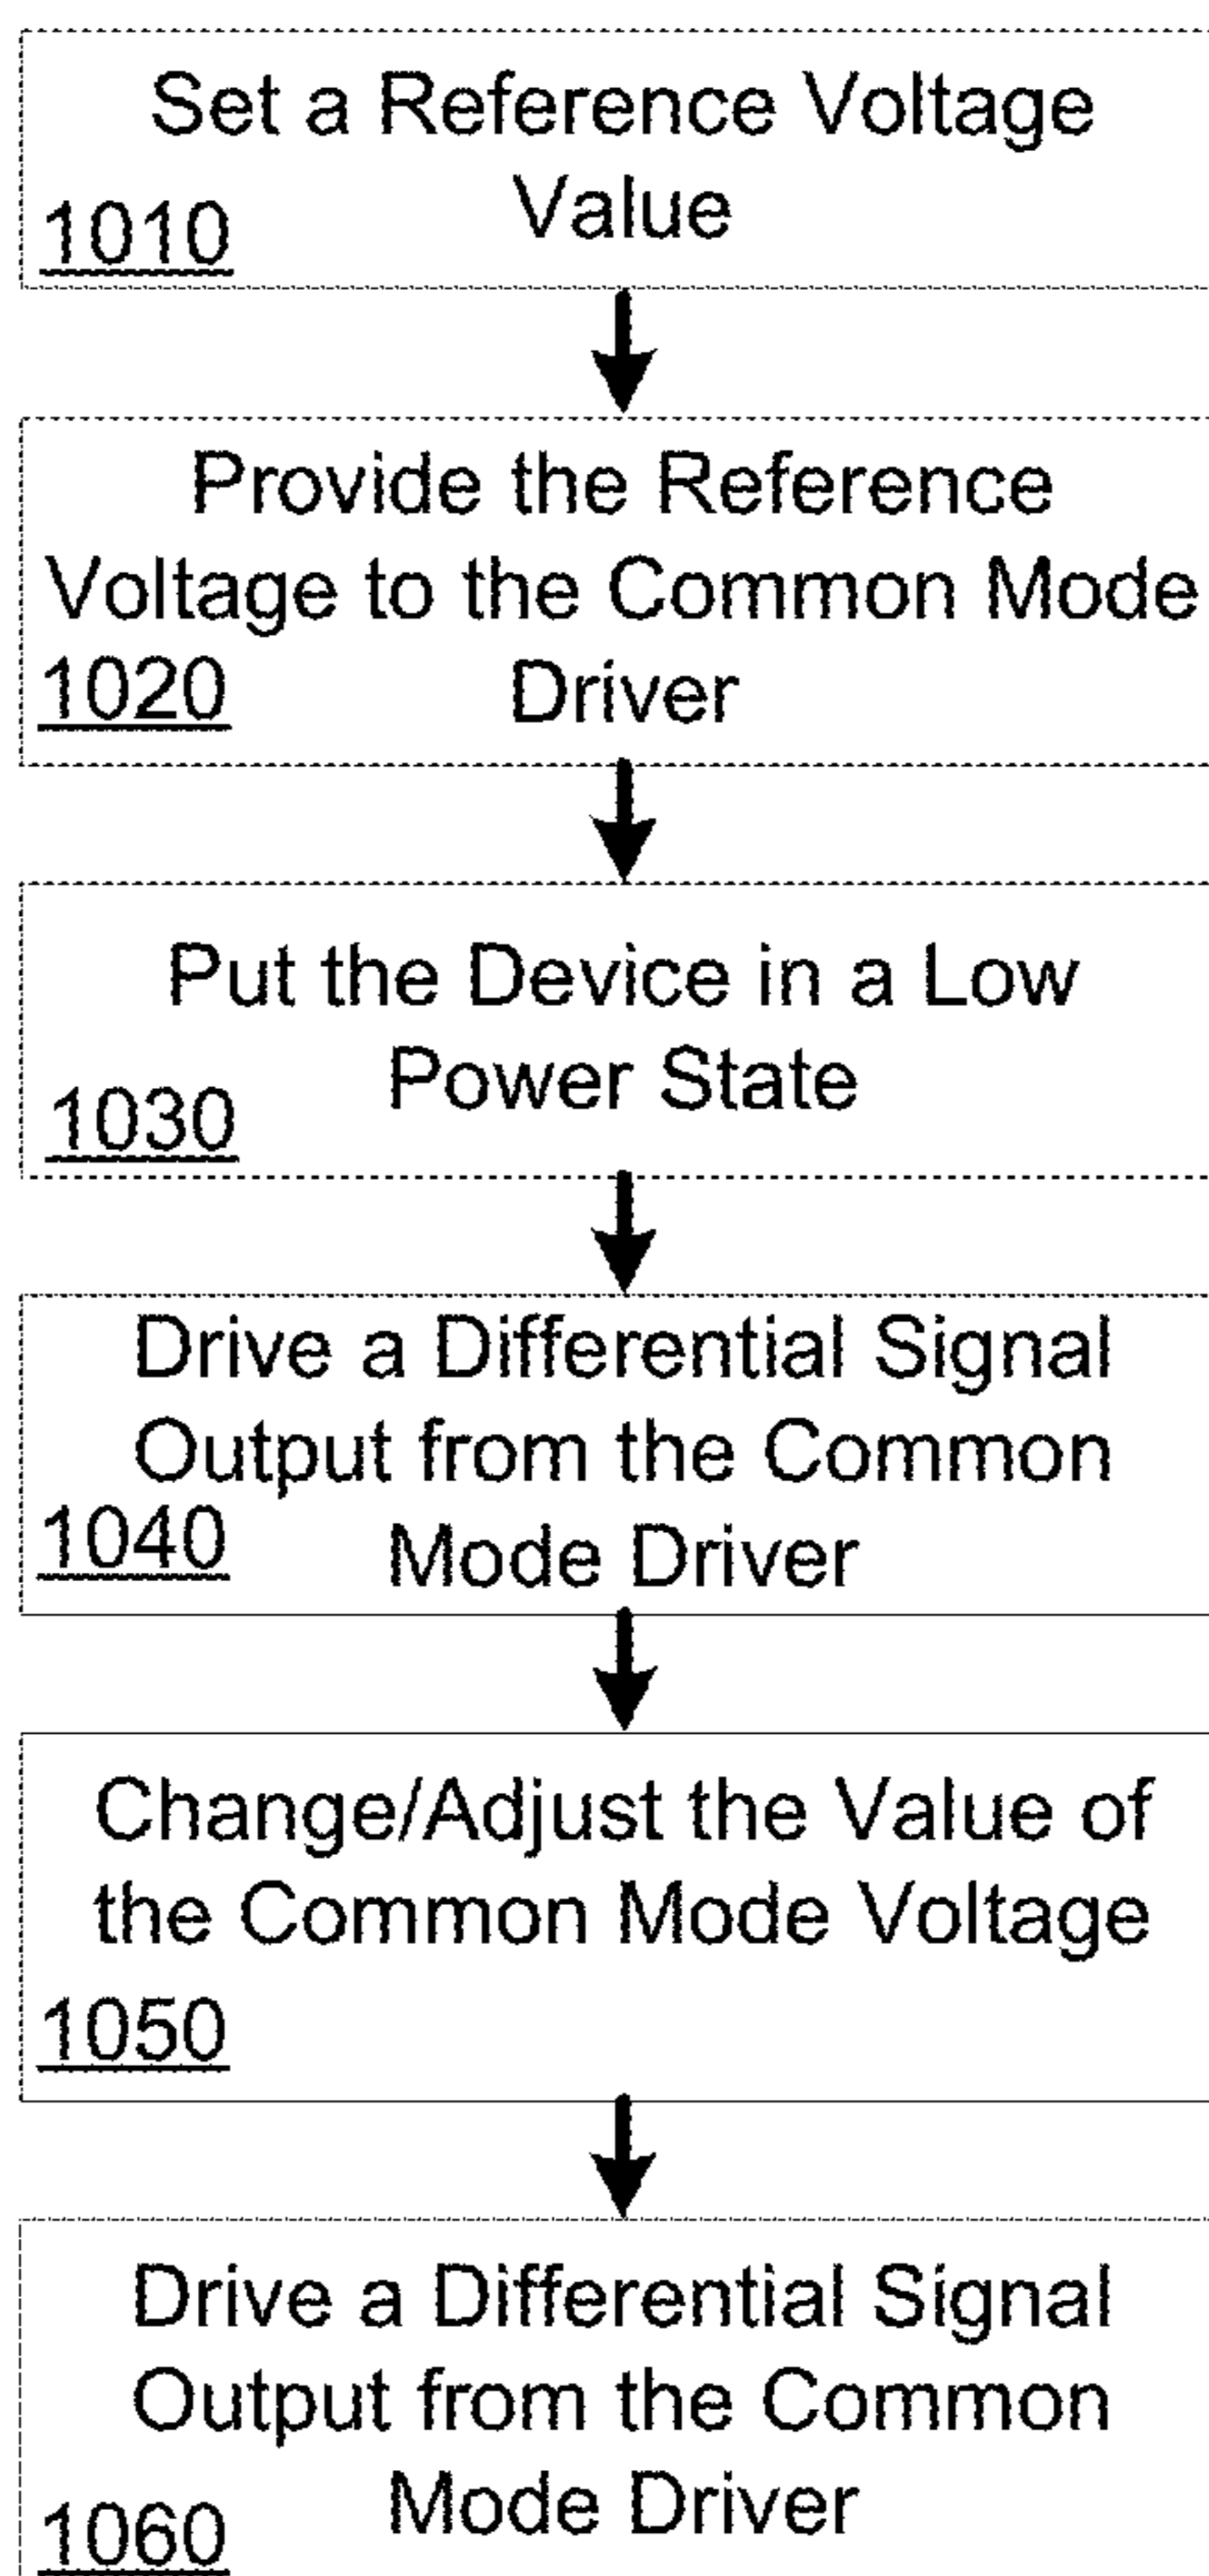 Set a Reference Voltage
Value
1010
Provide the Reference
Voltage to the Common Mode
Driver
1020
Put the Device in a Low
Power State
1030
Drive a Differential Signal
Output from the Common
Mode Driver
1040
Change/Adjust the Value of
the Common Mode Voltage
1050
Drive a Differential Signal
Output from the Common
Mode Driver
1060